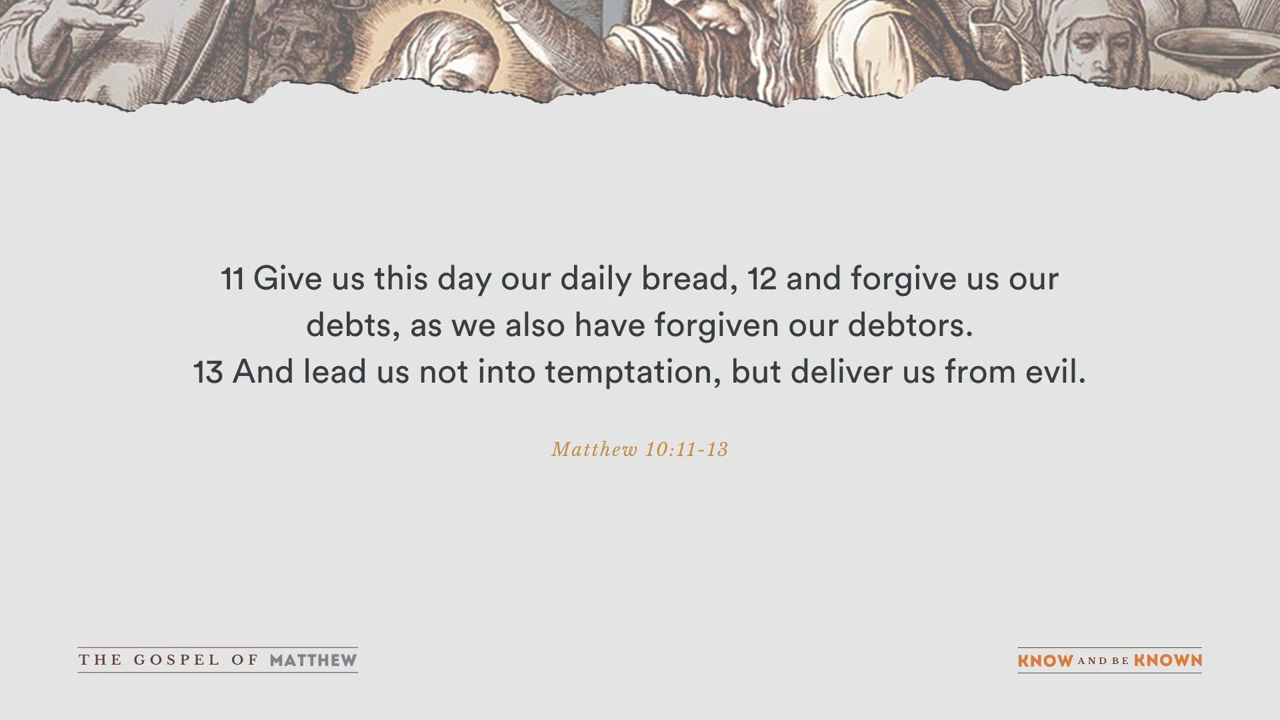 11 Give us this day our daily bread, 12 and forgive us our
debts, as we also have forgiven our debtors.
13 And lead us not into temptation, but deliver us from evil.
Matthew 10:11-13
THE GOSPEL OF MATTHEW
KNOW AND BE KNOWN